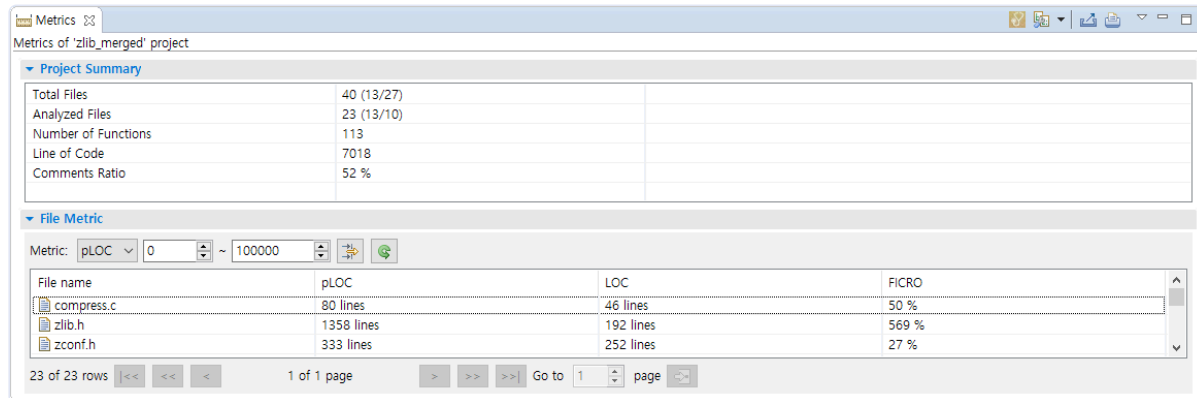 Metrics
Metrics of 'zlib_merged' project
Project Summary
Total Files 40 (13/27)
Analyzed Files 23 (13/10)
Number of Functions 113
Line of Code 7018
Comments Ratio 52 %
File Metric
Metric: pLOC 0 ~ 100000
File name pLOC LOC FICRO
compress.c 80 lines 46 lines 50 %
zlib.h 1358 lines 192 lines 569 %
zconf.h 333 lines 252 lines 27 %
23 of 23 rows |<< << < 1 of 1 page > >> >>| Go to 1 page